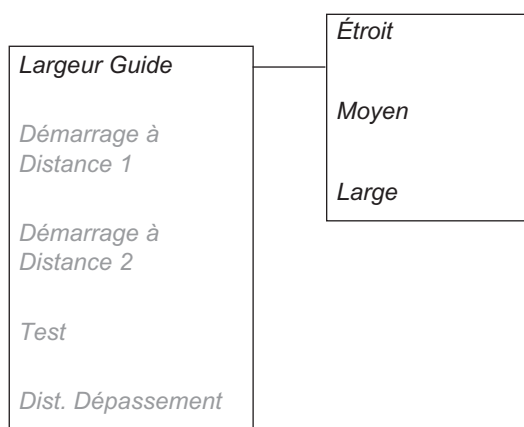 Largeur Guide
Démarrage à
Distance 1
Démarrage à
Distance 2
Test
Dist. Dépassement
Étroit
Moyen
Large